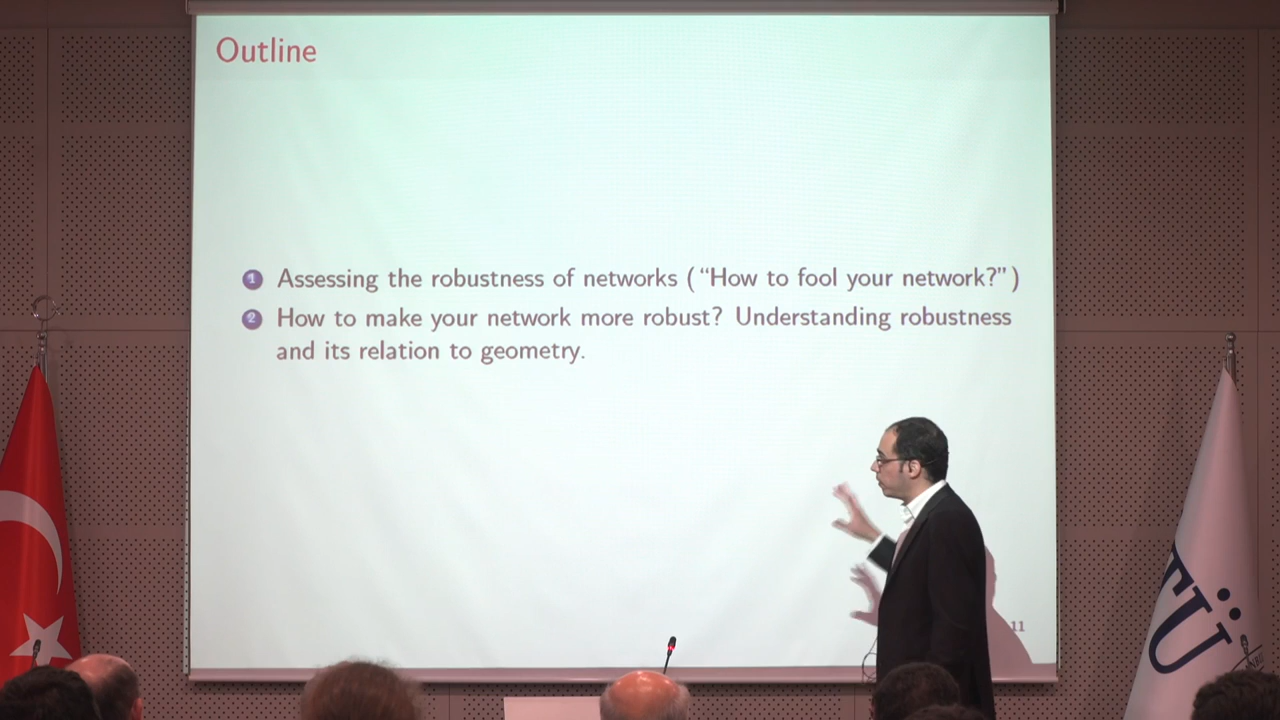 Outline
1 Assessing the robustness of networks (“How to fool your network?”)
2 How to make your network more robust? Understanding robustness
and its relation to geometry.
11
TÜ